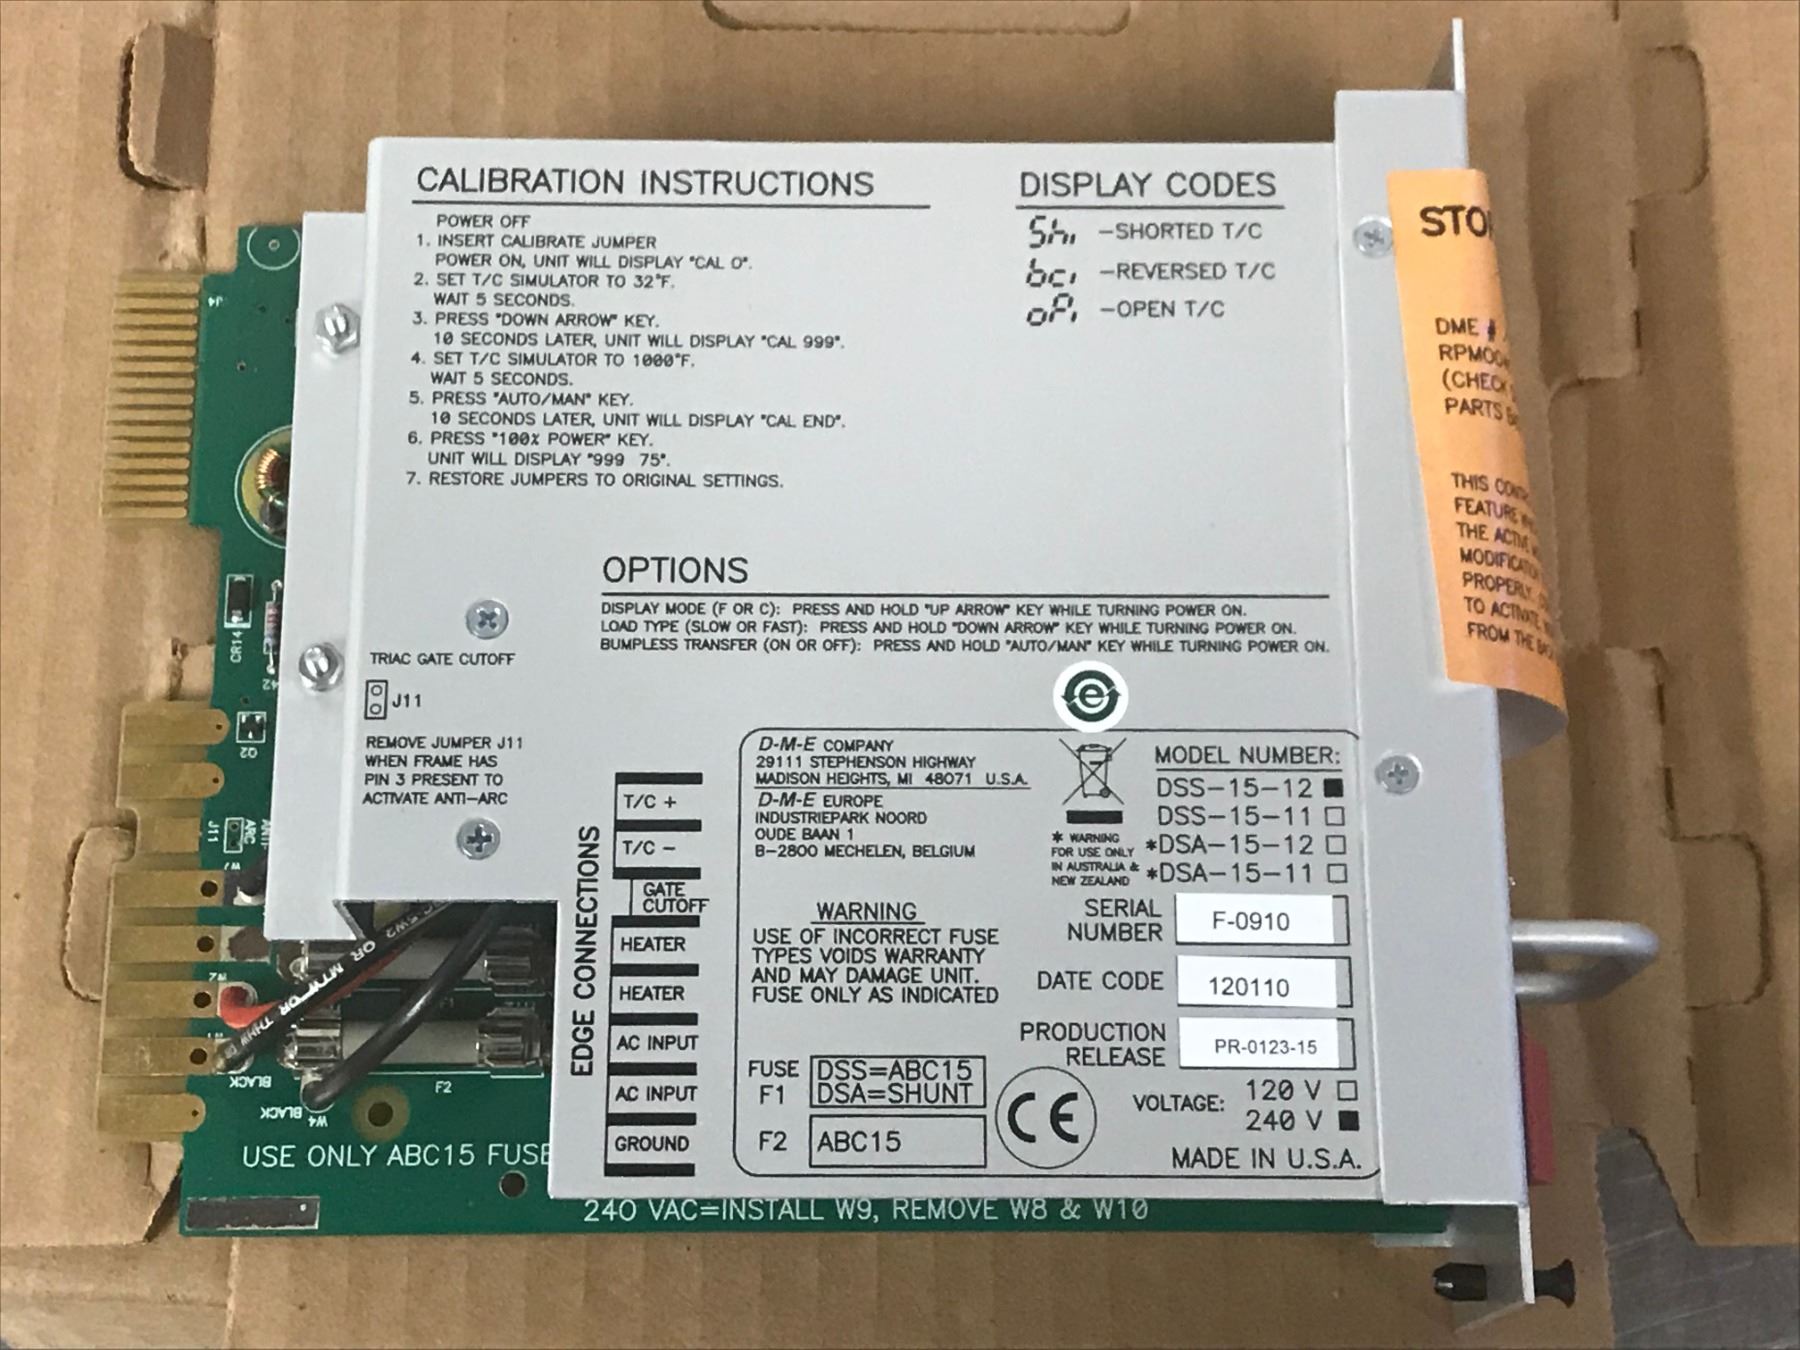 CALIBRATION INSTRUCTIONS
POWER OFF
1. INSERT CALIBRATE JUMPER
POWER ON, UNIT WILL DISPLAY "CAL O".
2. SET T/C SIMULATOR TO 32°F.
WAIT 5 SECONDS.
3. PRESS "DOWN ARROW" KEY.
10 SECONDS LATER, UNIT WILL DISPLAY "CAL 999".
4. SET T/C SIMULATOR TO 1000°F.
WAIT 5 SECONDS.
5. PRESS "AUTO/MAN" KEY.
10 SECONDS LATER, UNIT WILL DISPLAY "CAL END".
6. PRESS "100% POWER" KEY.
UNIT WILL DISPLAY "999 75".
7. RESTORE JUMPERS TO ORIGINAL SETTINGS.
DISPLAY CODES
Sh, -SHORTED T/C
bc, -REVERSED T/C
oP, -OPEN T/C
OPTIONS
DISPLAY MODE (F OR C): PRESS AND HOLD "UP ARROW" KEY WHILE TURNING POWER ON.
LOAD TYPE (SLOW OR FAST): PRESS AND HOLD "DOWN ARROW" KEY WHILE TURNING POWER ON.
BUMPLESS TRANSFER (ON OR OFF): PRESS AND HOLD "AUTO/MAN" KEY WHILE TURNING POWER ON.
TRIAC GATE CUTOFF
J11
REMOVE JUMPER J11
WHEN FRAME HAS
PIN 3 PRESENT TO
ACTIVATE ANTI-ARC
EDGE CONNECTIONS
T/C +
T/C -
GATE
CUTOFF
HEATER
HEATER
AC INPUT
AC INPUT
GROUND
D-M-E COMPANY
29111 STEPHENSON HIGHWAY
MADISON HEIGHTS, MI 48071 U.S.A.
D-M-E EUROPE
INDUSTRIEPARK NOORD
OUDE BAAN 1
B-2800 MECHELEN, BELGIUM
WARNING
USE OF INCORRECT FUSE
TYPES VOIDS WARRANTY
AND MAY DAMAGE UNIT.
FUSE ONLY AS INDICATED
FUSE
F1
DSS=ABC15
DSA=SHUNT
F2
ABC15
CE
e
MODEL NUMBER:
DSS-15-12
DSS-15-11
*DSA-15-12
*DSA-15-11
* WARNING
FOR USE ONLY
IN AUSTRALIA &
NEW ZEALAND
SERIAL
NUMBER
F-0910
DATE CODE
120110
PRODUCTION
RELEASE
PR-0123-15
VOLTAGE:
120 V
240 V
MADE IN U.S.A.
STO
DME #
(CHECK
PARTS
THIS
FEATURE
THE
PROPERLY.
FROM THE
J4
CR14
Q2
J11
ARC
W2
BLACK
W4
BLACK
F1
F2
OR MTW
OR THHW
USE ONLY ABC15 FUSE
240 VAC=INSTALL W9, REMOVE W8 & W10